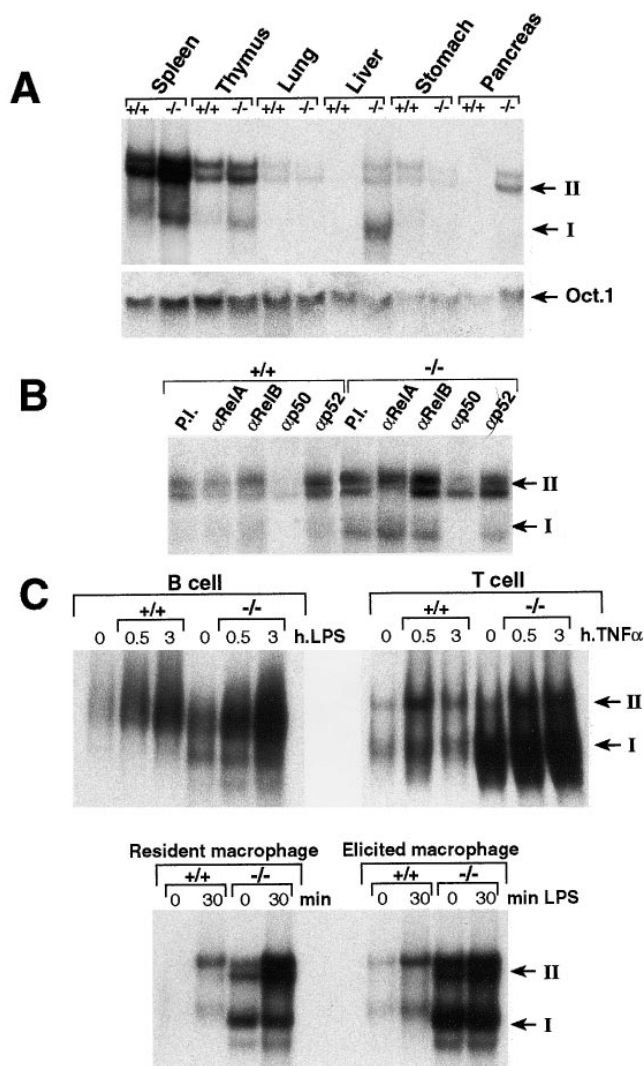 A
Spleen Thymus Lung Liver Stomach Pancreas
+/+ -/- +/+ -/- +/+ -/- +/+ -/- +/+ -/- +/+ -/-
II
I
Oct.1
B
+/+ -/-
P.I. αRelA αRelB αp50 αp52 P.I. αRelA αRelB αp50 αp52
II
I
C
B cell T cell
+/+ -/- +/+ -/-
0 0.5 3 0 0.5 3 h.LPS 0 0.5 3 0 0.5 3 h.TNFα
II
I
Resident macrophage Elicited macrophage
+/+ -/- +/+ -/-
0 30 0 30 min 0 30 0 30 min LPS
II
I